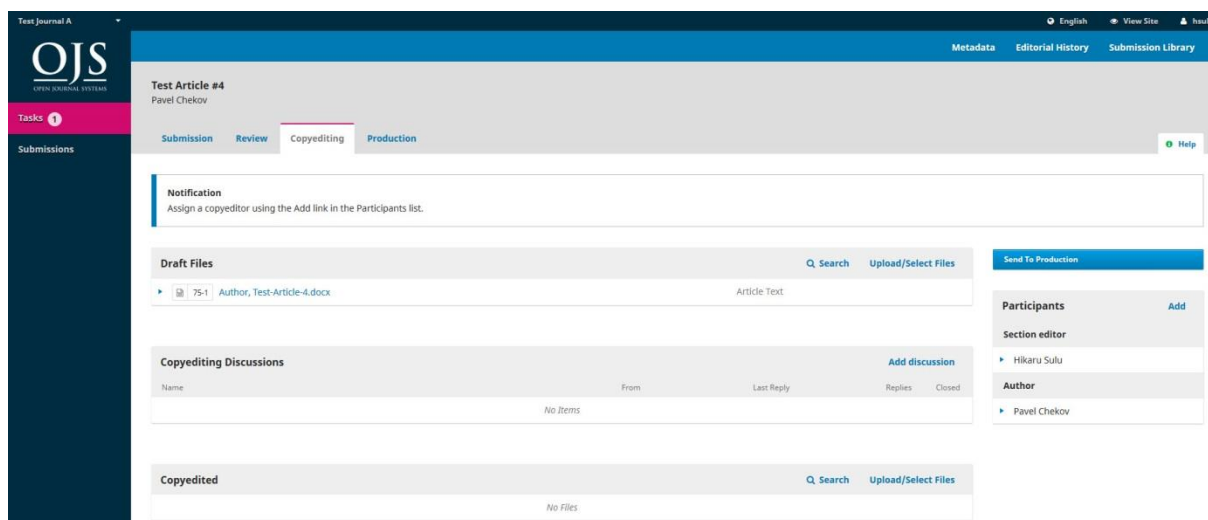 Test Journal A
English View Site hsul
OJS
OPEN JOURNAL SYSTEMS
Tasks 1
Submissions
Metadata Editorial History Submission Library
Test Article #4
Pavel Chekov
Submission Review Copyediting Production
Help
Notification
Assign a copyeditor using the Add link in the Participants list.
Draft Files Search Upload/Select Files
75-1 Author, Test-Article-4.docx Article Text
Copyediting Discussions Add discussion
Name From Last Reply Replies Closed
No Items
Copyedited Search Upload/Select Files
No Files
Send To Production
Participants Add
Section editor
Hikaru Sulu
Author
Pavel Chekov